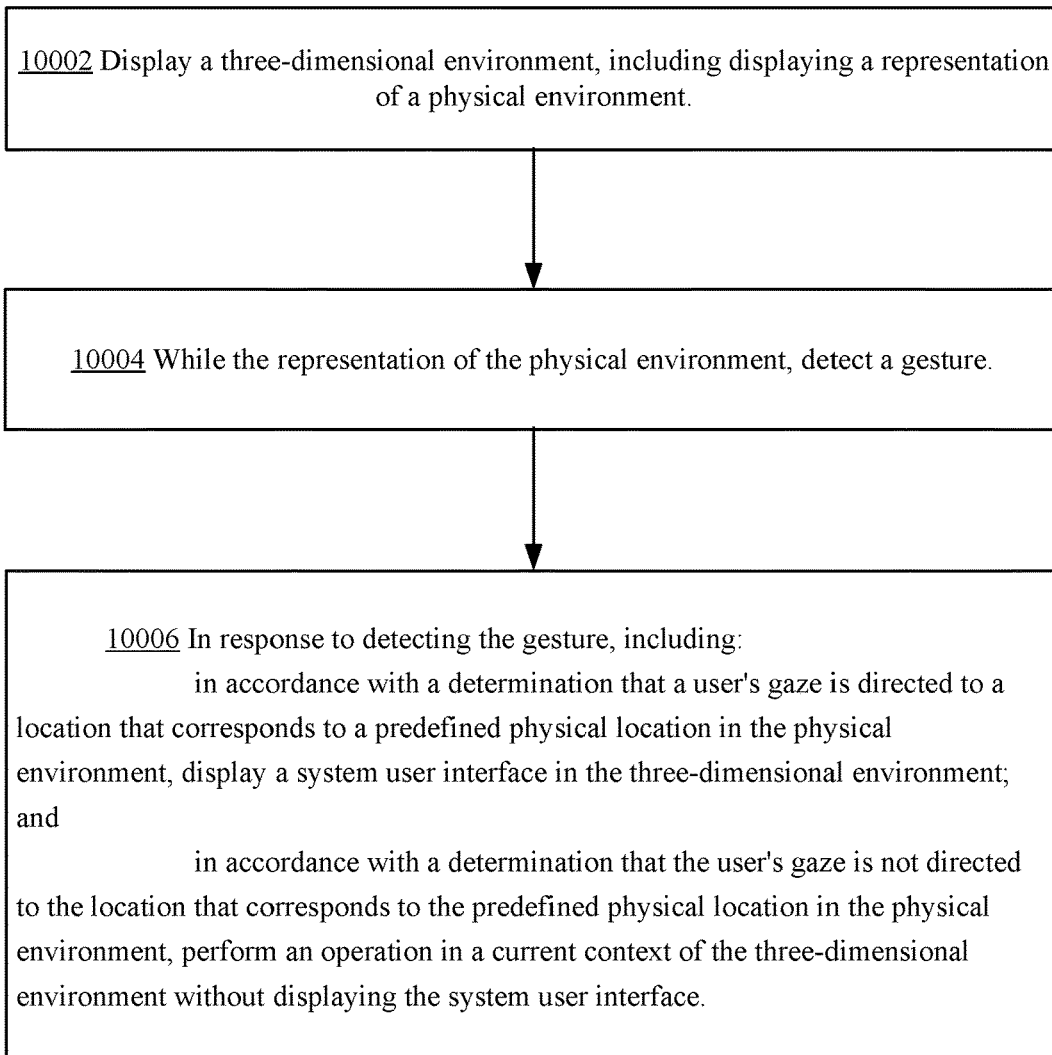 10002 Display a three-dimensional environment, including displaying a representation
of a physical environment.
10004 While the representation of the physical environment, detect a gesture.
10006 In response to detecting the gesture, including:
in accordance with a determination that a user's gaze is directed to a
location that corresponds to a predefined physical location in the physical
environment, display a system user interface in the three-dimensional environment;
and
in accordance with a determination that the user's gaze is not directed
to the location that corresponds to the predefined physical location in the physical
environment, perform an operation in a current context of the three-dimensional
environment without displaying the system user interface.